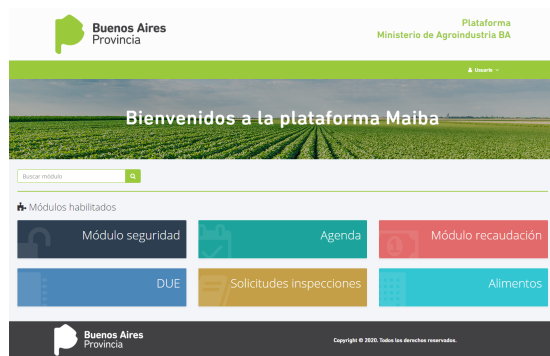 Buenos Aires
Provincia
Plataforma
Ministerio de Agroindustria BA
Usuario
Bienvenidos a la plataforma Maiba
Buscar módulo
Módulos habilitados
Módulo seguridad
Agenda
Módulo recaudación
DUE
Solicitudes inspecciones
Alimentos
Buenos Aires
Provincia
Copyright © 2020. Todos los derechos reservados.